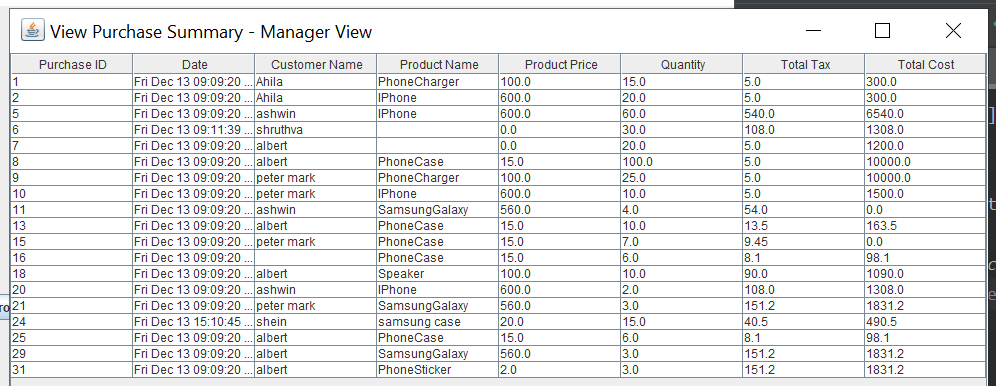 View Purchase Summary - Manager View
Purchase ID Date Customer Name Product Name Product Price Quantity Total Tax Total Cost
1 Fri Dec 13 09:09:20 ... Ahila PhoneCharger 100.0 15.0 5.0 300.0
2 Fri Dec 13 09:09:20 ... Ahila IPhone 600.0 20.0 5.0 300.0
5 Fri Dec 13 09:09:20 ... ashwin IPhone 600.0 60.0 540.0 6540.0
6 Fri Dec 13 09:11:39 ... shruthva 0.0 30.0 108.0 1308.0
7 Fri Dec 13 09:09:20 ... albert 0.0 20.0 5.0 1200.0
8 Fri Dec 13 09:09:20 ... albert PhoneCase 15.0 100.0 5.0 10000.0
9 Fri Dec 13 09:09:20 ... peter mark PhoneCharger 100.0 25.0 5.0 10000.0
10 Fri Dec 13 09:09:20 ... peter mark IPhone 600.0 10.0 5.0 1500.0
11 Fri Dec 13 09:09:20 ... ashwin SamsungGalaxy 560.0 4.0 54.0 0.0
13 Fri Dec 13 09:09:20 ... albert PhoneCase 15.0 10.0 13.5 163.5
15 Fri Dec 13 09:09:20 ... peter mark PhoneCase 15.0 7.0 9.45 0.0
16 Fri Dec 13 09:09:20 ... PhoneCase 15.0 6.0 8.1 98.1
18 Fri Dec 13 09:09:20 ... albert Speaker 100.0 10.0 90.0 1090.0
20 Fri Dec 13 09:09:20 ... ashwin IPhone 600.0 2.0 108.0 1308.0
21 Fri Dec 13 09:09:20 ... peter mark SamsungGalaxy 560.0 3.0 151.2 1831.2
24 Fri Dec 13 15:10:45 ... shein samsung case 20.0 15.0 40.5 490.5
25 Fri Dec 13 09:09:20 ... albert PhoneCase 15.0 6.0 8.1 98.1
29 Fri Dec 13 09:09:20 ... albert SamsungGalaxy 560.0 3.0 151.2 1831.2
31 Fri Dec 13 09:09:20 ... albert PhoneSticker 2.0 3.0 151.2 1831.2